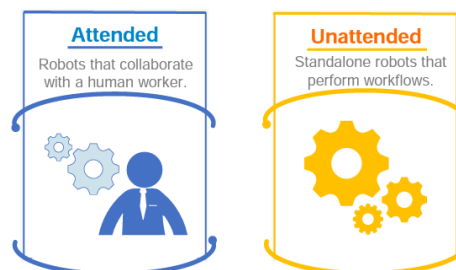 Attended
Robots that collaborate
with a human worker.
Unattended
Standalone robots that
perform workflows.